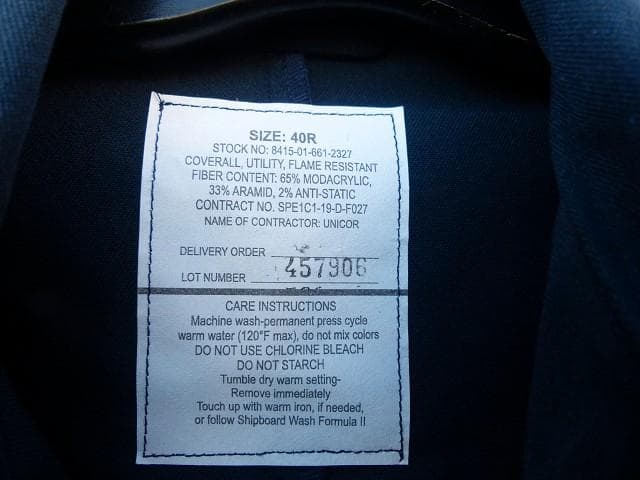 SIZE: 40R
STOCK NO: 8415-01-661-2327
COVERALL, UTILITY, FLAME RESISTANT
FIBER CONTENT: 65% MODACRYLIC,
33% ARAMID, 2% ANTI-STATIC
CONTRACT NO. SPE1C1-19-D-F027
NAME OF CONTRACTOR: UNICOR
DELIVERY ORDER
LOT NUMBER 457906
CARE INSTRUCTIONS
Machine wash-permanent press cycle
warm water (120°F max), do not mix colors
DO NOT USE CHLORINE BLEACH
DO NOT STARCH
Tumble dry warm setting-
Remove immediately
Touch up with warm iron, if needed,
or follow Shipboard Wash Formula II